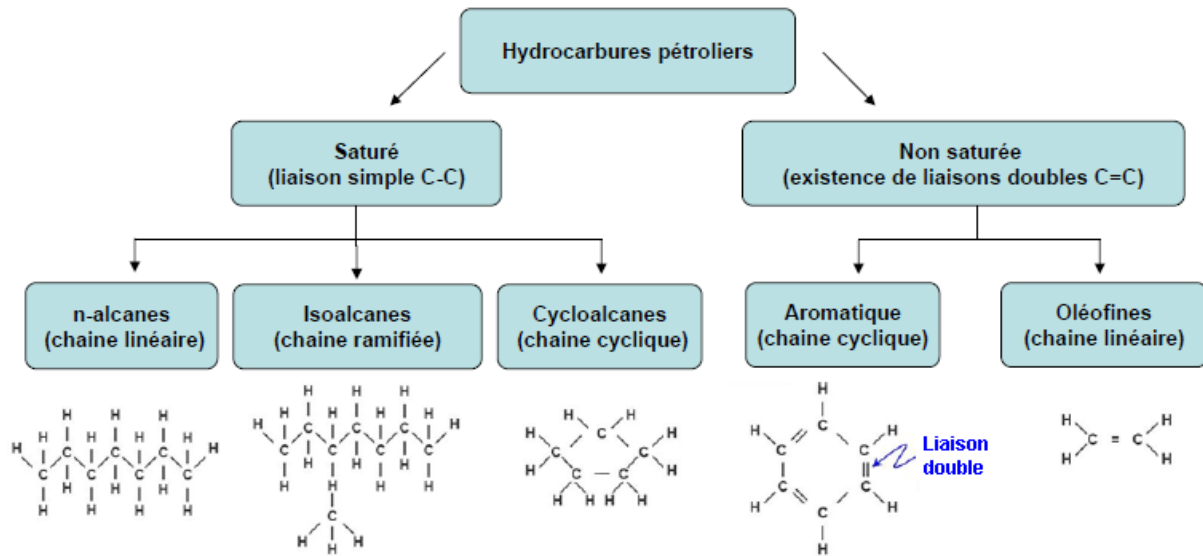 Hydrocarbures pétroliers
Saturé
(liaison simple C-C)
Non saturée
(existence de liaisons doubles C=C)
n-alcanes
(chaine linéaire)
Isoalcanes
(chaine ramifiée)
Cycloalcanes
(chaine cyclique)
Aromatique
(chaine cyclique)
Oléofines
(chaine linéaire)
H H H
H H H H H
C C C C C C C
H H H H H
H H H
H H H
H H H H H
C C C C C C C
H H H H H
H H
C
H H
H
H H
C
H C C H
H H
C C
H H H H
H
C
H C C H
Liaison
double
H C C H
C
H
H H
C = C
H H